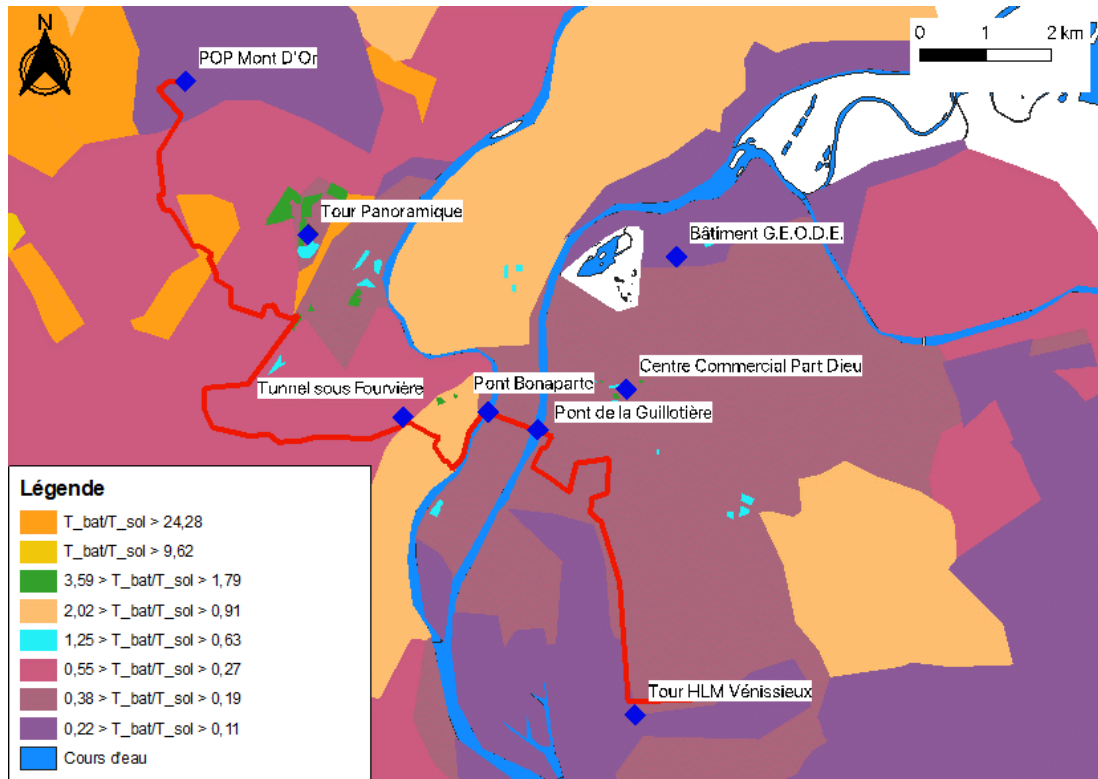 N
0 1 2 km
POP Mont D'Or
Tour Panoramique
Bâtiment G.E.O.D.E.
Centre Commercial Part Dieu
Tunnel sous Fourvière
Pont Bonaparte
Pont de la Guillotière
Tour HLM Vénissieux
Légende
T_bat/T_sol > 24,28
T_bat/T_sol > 9,62
3,59 > T_bat/T_sol > 1,79
2,02 > T_bat/T_sol > 0,91
1,25 > T_bat/T_sol > 0,63
0,55 > T_bat/T_sol > 0,27
0,38 > T_bat/T_sol > 0,19
0,22 > T_bat/T_sol > 0,11
Cours d'eau